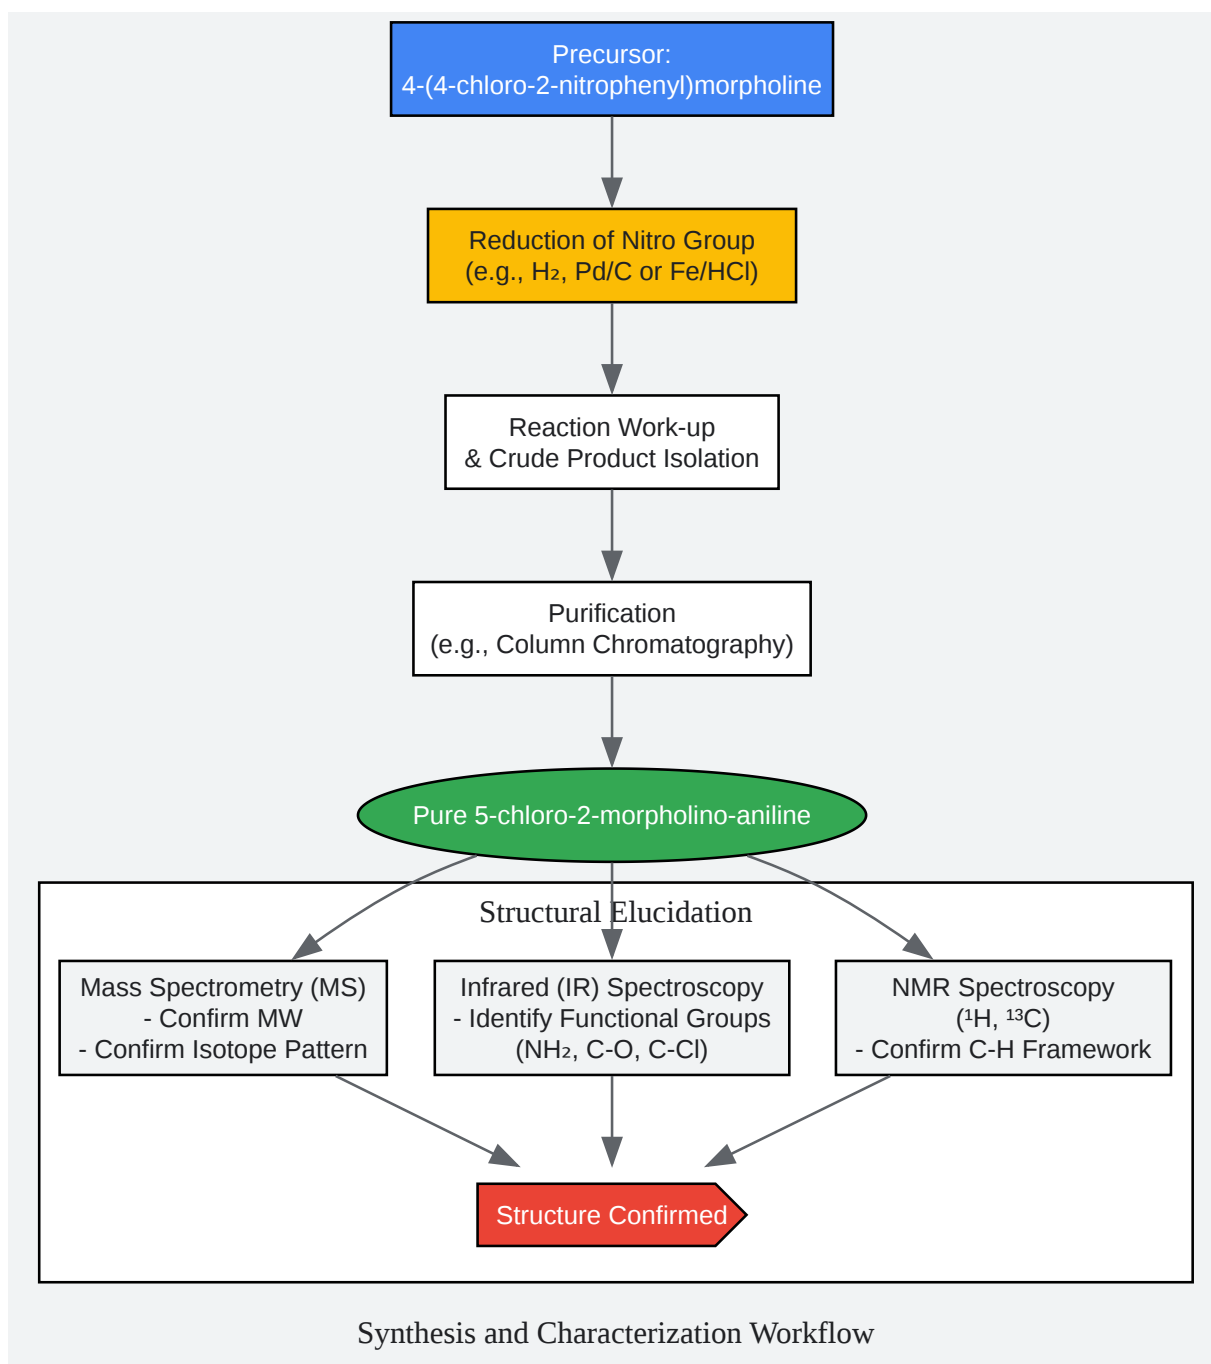 Precursor:
4-(4-chloro-2-nitrophenyl)morpholine
Reduction of Nitro Group
(e.g., H₂, Pd/C or Fe/HCl)
Reaction Work-up
& Crude Product Isolation
Purification
(e.g., Column Chromatography)
Pure 5-chloro-2-morpholino-aniline
Structural Elucidation
Mass Spectrometry (MS)
- Confirm MW
- Confirm Isotope Pattern
Infrared (IR) Spectroscopy
- Identify Functional Groups
(NH₂, C-O, C-Cl)
NMR Spectroscopy
(¹H, ¹³C)
- Confirm C-H Framework
Structure Confirmed
Synthesis and Characterization Workflow